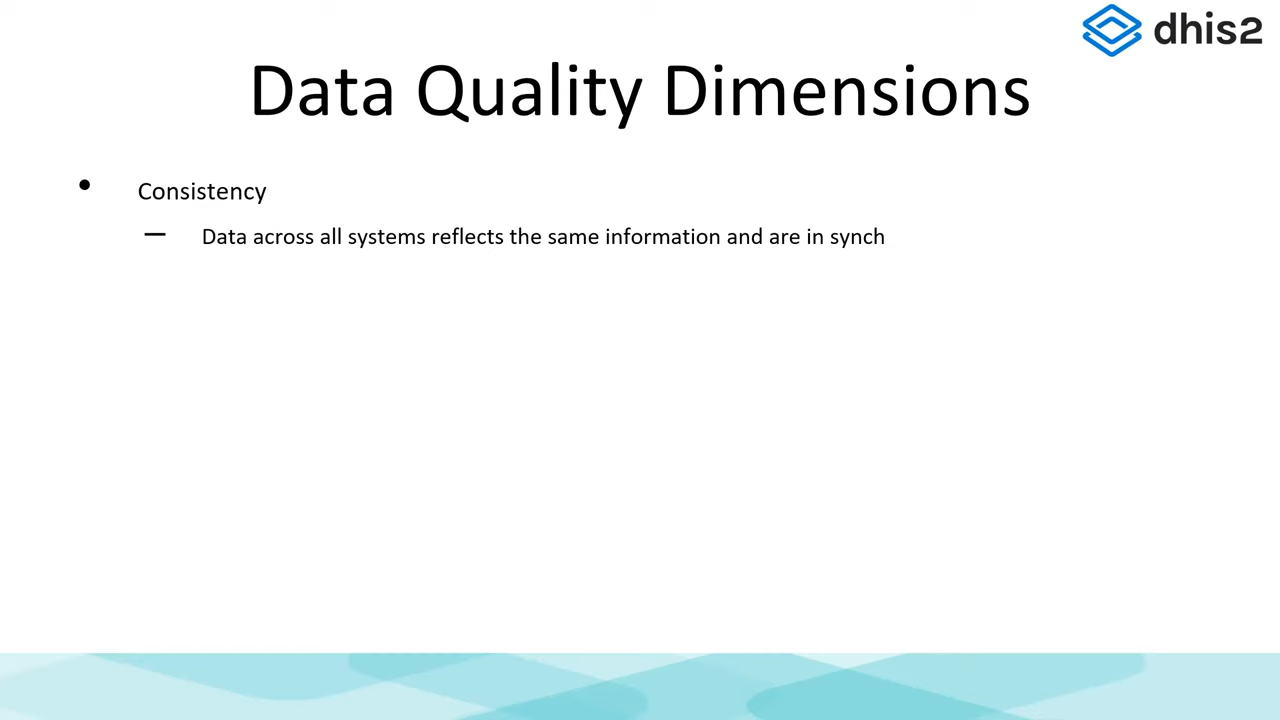 dhis2
Data Quality Dimensions
• Consistency
– Data across all systems reflects the same information and are in synch